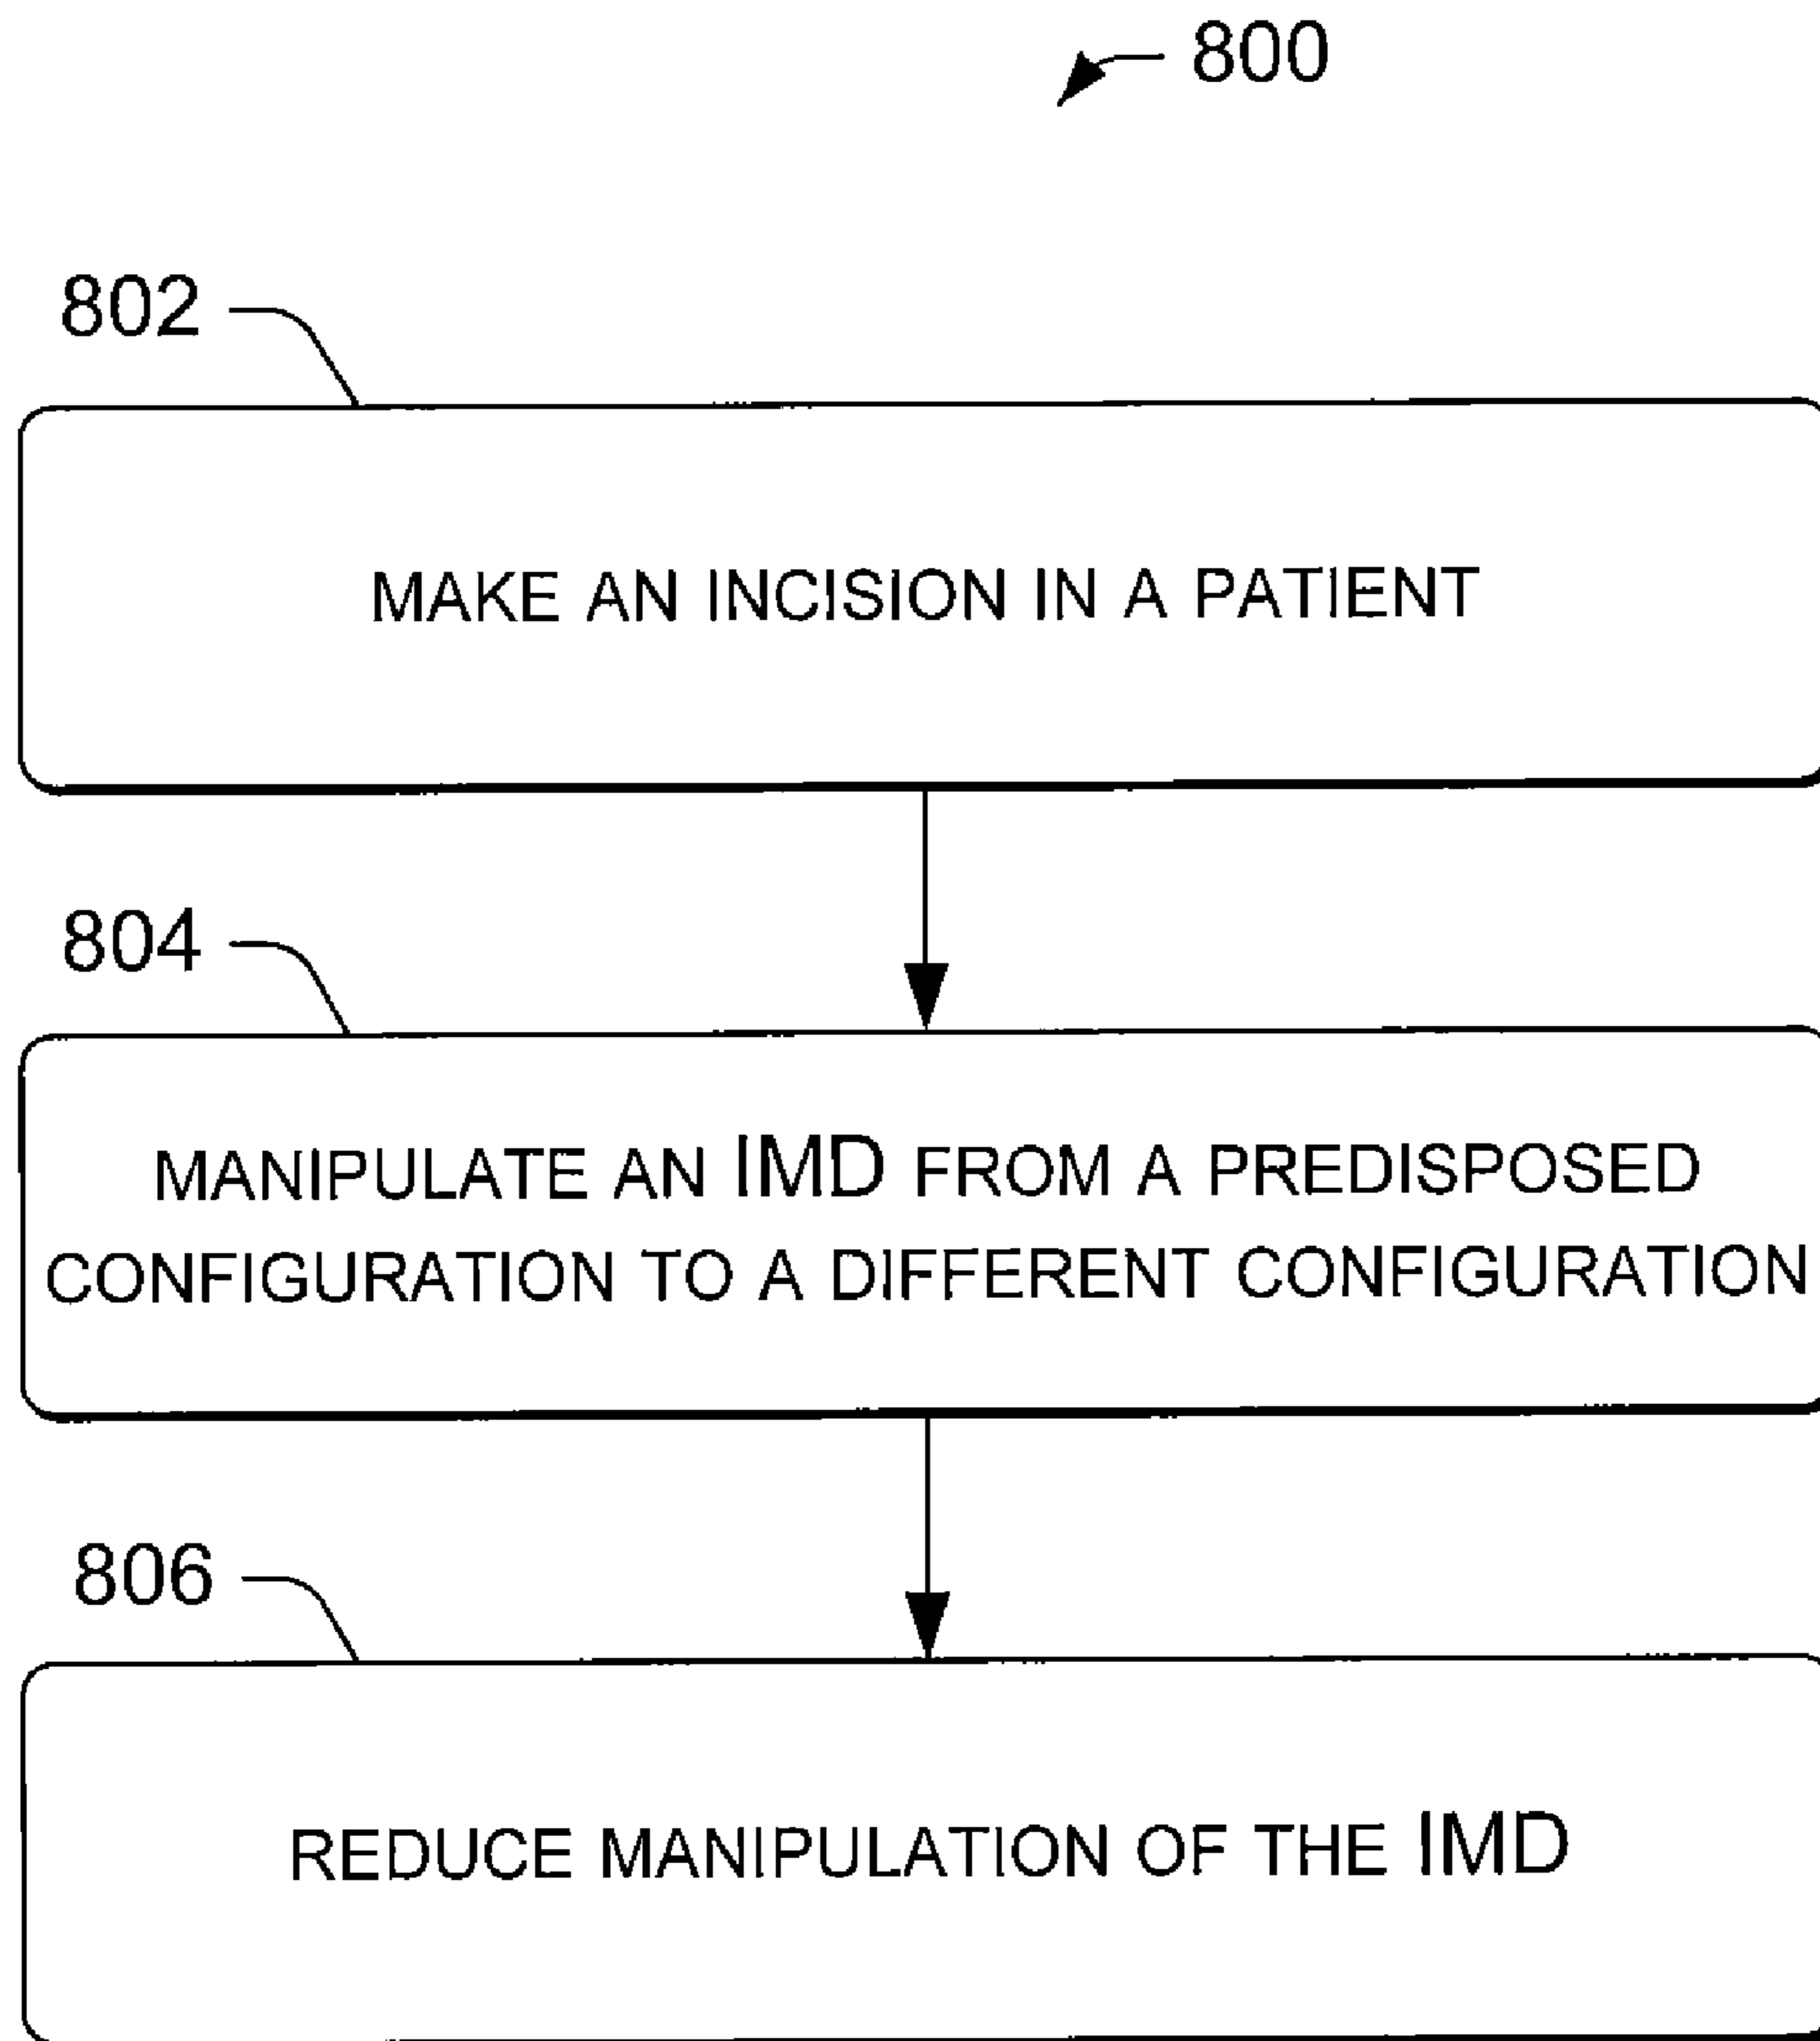 800
802
MAKE AN INCISION IN A PATIENT
804
MANIPULATE AN IMD FROM A PREDISPOSED
CONFIGURATION TO A DIFFERENT CONFIGURATION
806
REDUCE MANIPULATION OF THE IMD